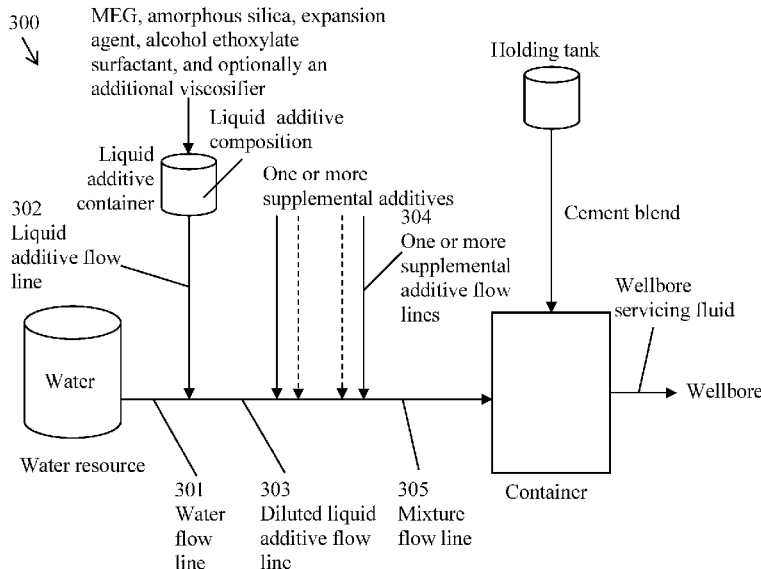 300
MEG, amorphous silica, expansion
agent, alcohol ethoxylate
surfactant, and optionally an
additional viscosifier
Holding tank
Liquid additive
composition
Liquid
additive
container
One or more
supplemental additives
302
Liquid
additive flow
line
304
One or more
supplemental
additive flow
lines
Cement blend
Wellbore
servicing fluid
Water
Wellbore
Water resource
301
Water
flow
line
303
Diluted liquid
additive flow
line
305
Mixture
flow line
Container